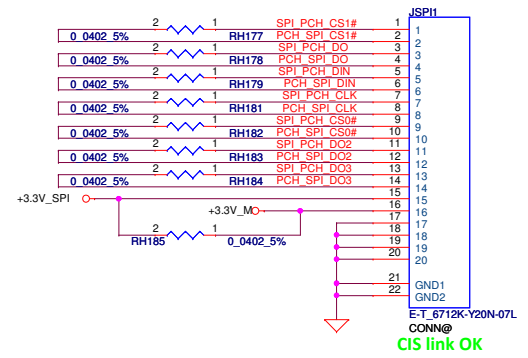 JSPI1
2 1 SPI_PCH_CS1# 1 1
0_0402_5% RH177 PCH_SPI_CS1# 2 2
2 1 SPI_PCH_DO 3 3
0_0402_5% RH178 PCH_SPI_DO 4 4
2 1 SPI_PCH_DIN 5 5
0_0402_5% RH179 PCH_SPI_DIN 6 6
2 1 SPI_PCH_CLK 7 7
0_0402_5% RH181 PCH_SPI_CLK 8 8
2 1 SPI_PCH_CS0# 9 9
0_0402_5% RH182 PCH_SPI_CS0# 10 10
2 1 SPI_PCH_DO2 11 11
0_0402_5% RH183 PCH_SPI_DO2 12 12
2 1 SPI_PCH_DO3 13 13
0_0402_5% RH184 PCH_SPI_DO3 14 14
+3.3V_SPI 15 15
+3.3V_M 16 16
17 17
2 1 18 18
RH185 0_0402_5% 19 19
20 20
21 GND1
22 GND2
E-T_6712K-Y20N-07L
CONN@
CIS link OK